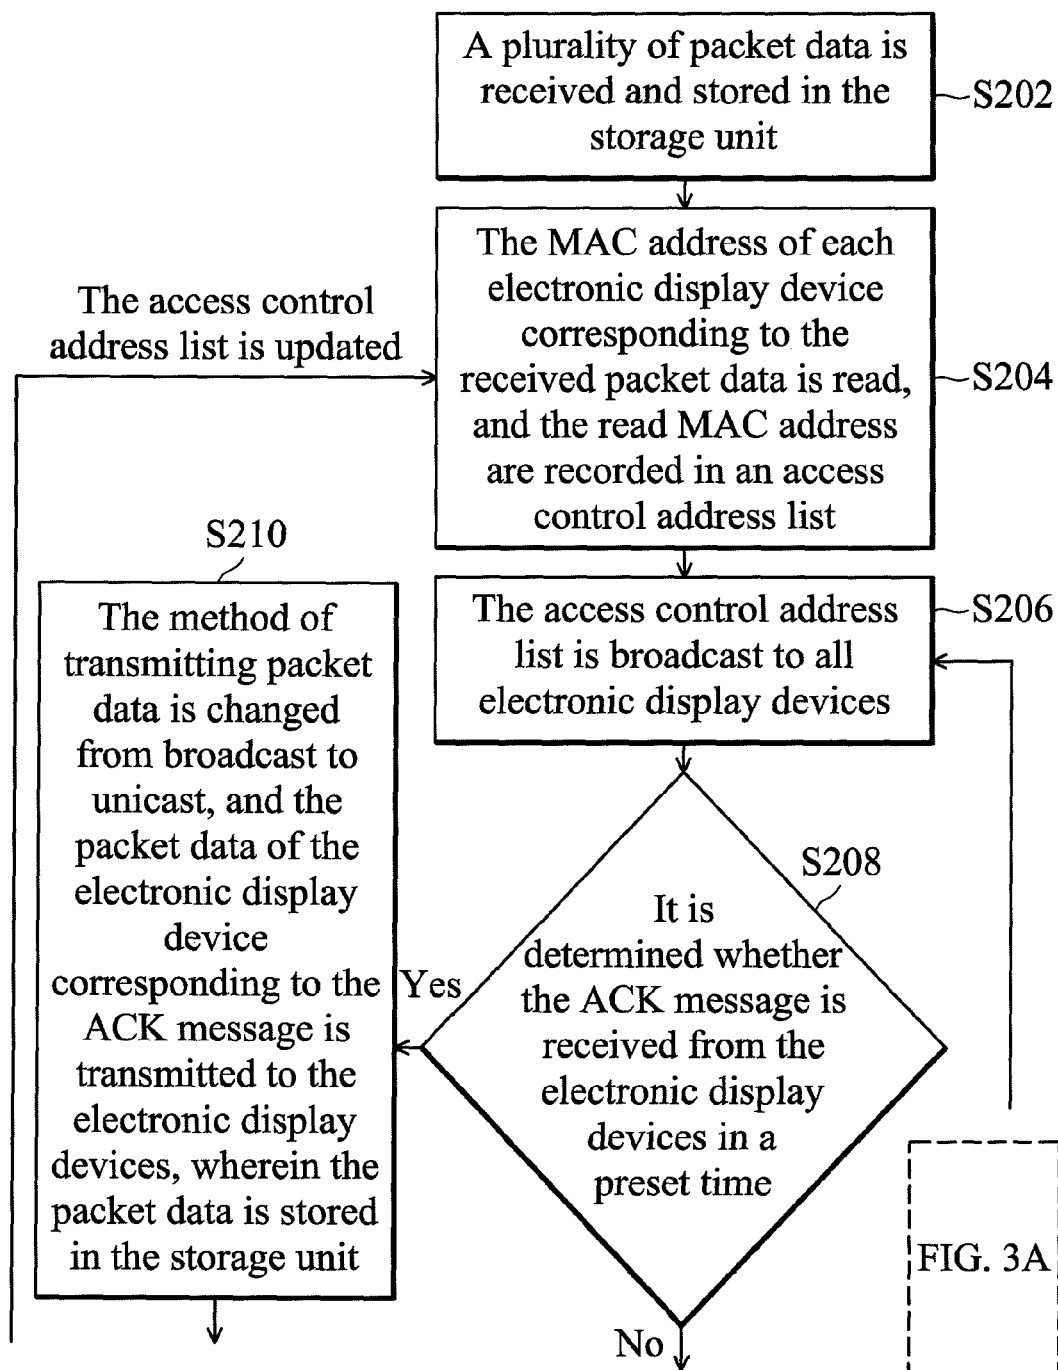 A plurality of packet data is
received and stored in the
storage unit
S202
The MAC address of each
electronic display device
corresponding to the
received packet data is read,
and the read MAC address
are recorded in an access
control address list
S204
The access control
address list is updated
S210
The access control address
list is broadcast to all
electronic display devices
S206
The method of
transmitting packet
data is changed
from broadcast to
unicast, and the
packet data of the
electronic display
device
corresponding to the
ACK message is
transmitted to the
electronic display
devices, wherein the
packet data is stored
in the storage unit
Yes
S208
It is
determined whether
the ACK message is
received from the
electronic display
devices in a
preset time
No
FIG. 3A